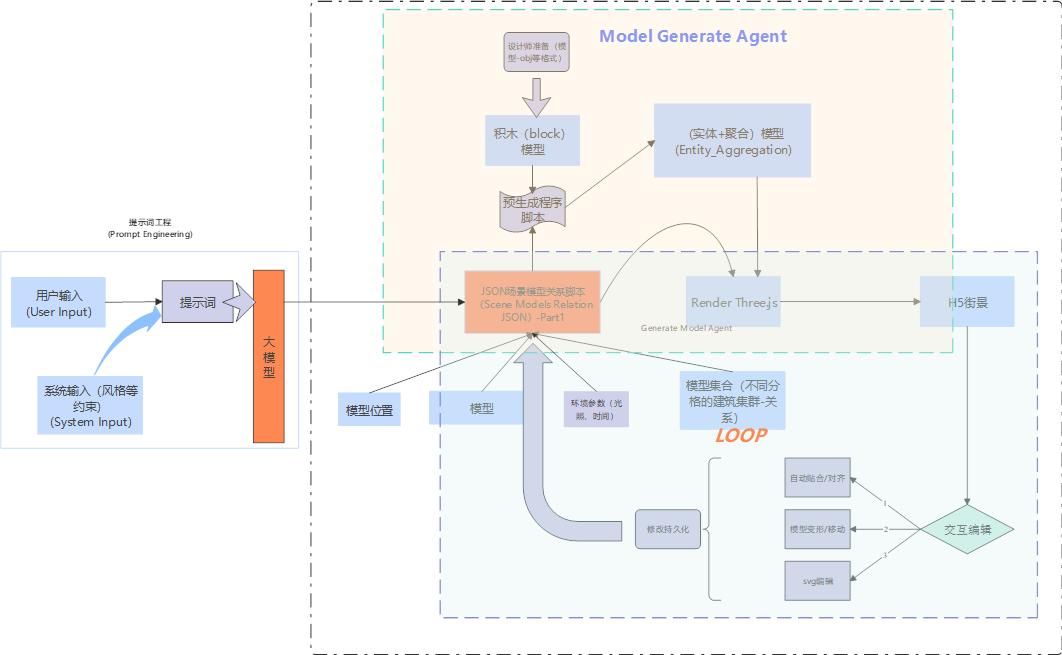 Model Generate Agent
设计师准备（模
型-obj等格式）
积木（block）
模型
(实体+聚合）模型
(Entity_Aggregation)
预生成程序
脚本
提示词工程
(Prompt Engineering)
用户输入
(User Input)
提示词
大
模
型
系统输入（风格等
约束）
(System Input)
JSON场景模型关系脚本
（Scene Models Relation
JSON）-Part1
Render Three.js
H5街景
Generate Model Agent
模型位置
模型
环境参数（光
照、时间）
模型集合（不同分
格的建筑集群-关
系）
LOOP
自动贴合/对齐
1
修改持久化
模型变形/移动
2
交互编辑
3
svg编辑